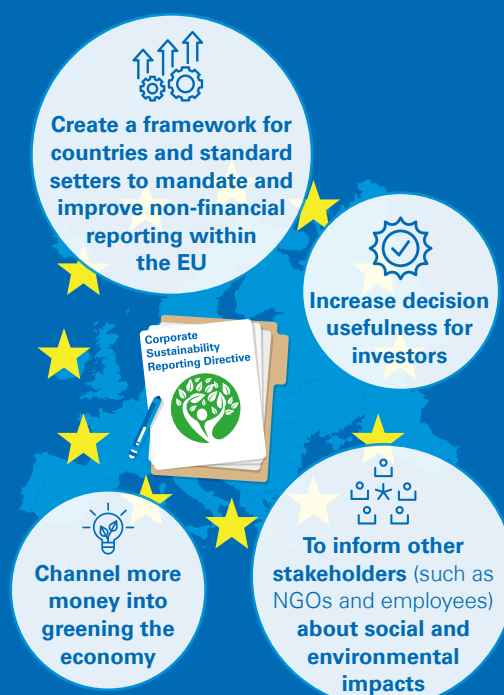 Create a framework for
countries and standard
setters to mandate and
improve non-financial
reporting within
the EU
Increase decision
usefulness for
investors
Corporate
Sustainability
Reporting Directive
Channel more
money into
greening the
economy
To inform other
stakeholders (such as
NGOs and employees)
about social and
environmental
impacts